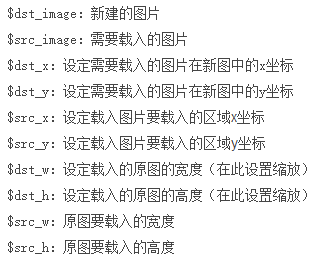 $dst_image：新建的图片
$src_image：需要载入的图片
$dst_x：设定需要载入的图片在新图中的x坐标
$dst_y：设定需要载入的图片在新图中的y坐标
$src_x：设定载入图片要载入的区域x坐标
$src_y：设定载入图片要载入的区域y坐标
$dst_w：设定载入的原图的宽度（在此设置缩放）
$dst_h：设定载入的原图的高度（在此设置缩放）
$src_w：原图要载入的宽度
$src_h：原图要载入的高度